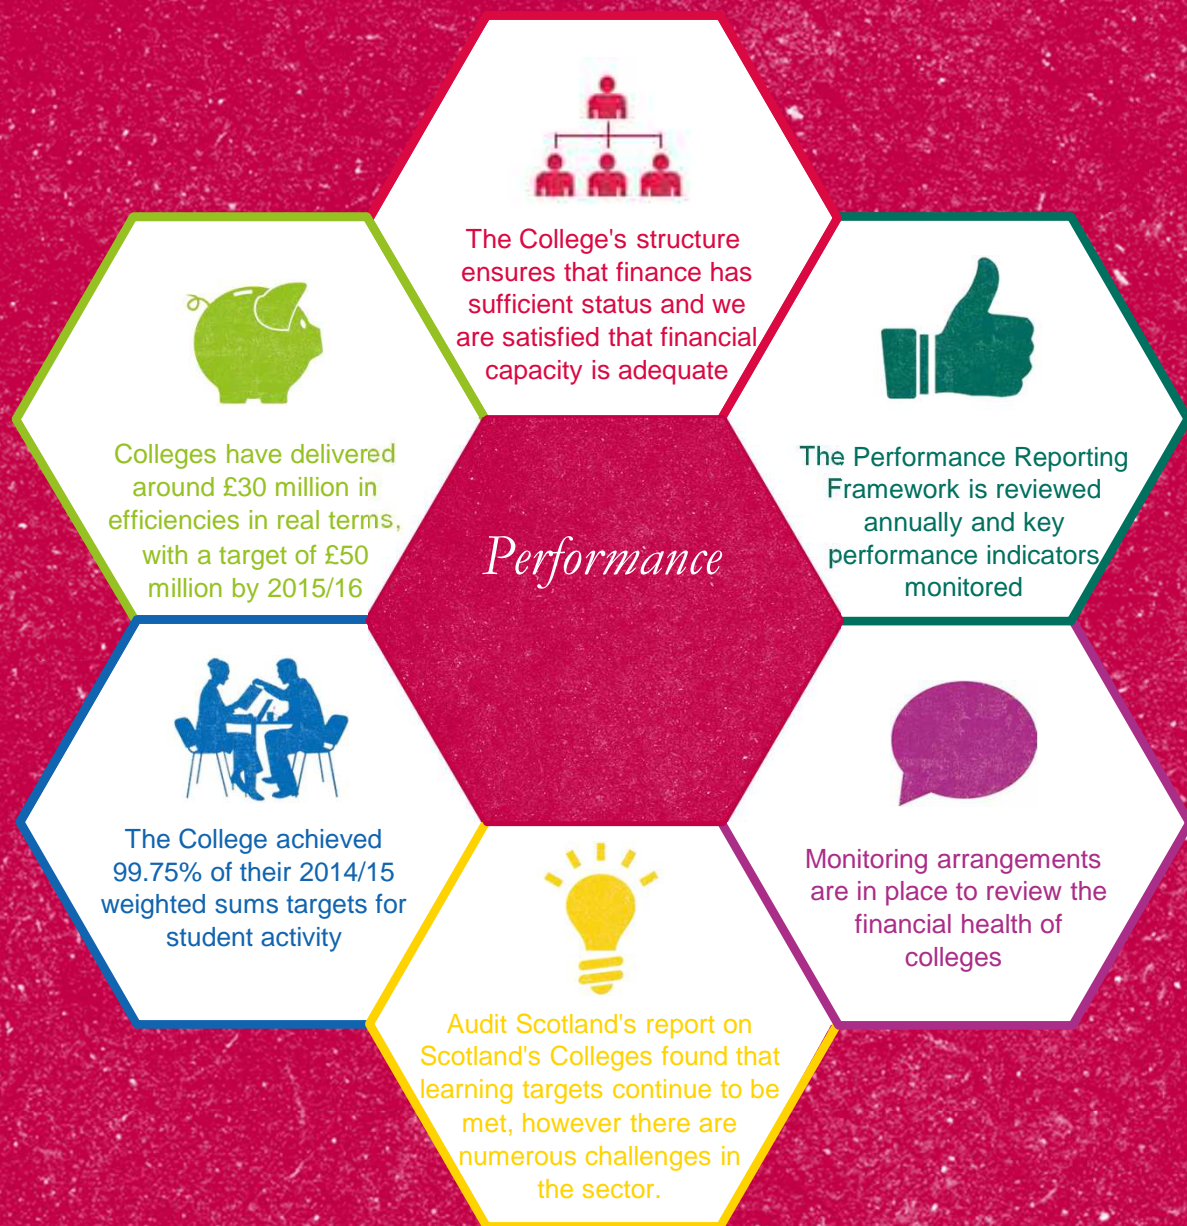 The College's structure
ensures that finance has
sufficient status and we
are satisfied that financial
capacity is adequate
Colleges have delivered
around £30 million in
efficiencies in real terms,
with a target of £50
million by 2015/16
The Performance Reporting
Framework is reviewed
annually and key
performance indicators
monitored
Performance
The College achieved
99.75% of their 2014/15
weighted sums targets for
student activity
Monitoring arrangements
are in place to review the
financial health of
colleges
Audit Scotland's report on
Scotland's Colleges found that
learning targets continue to be
met, however there are
numerous challenges in
the sector.